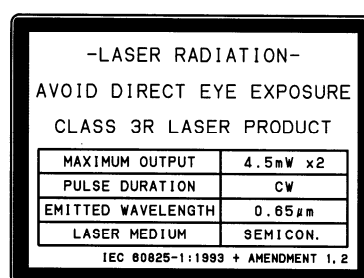 -LASER RADIATION-
AVOID DIRECT EYE EXPOSURE
CLASS 3R LASER PRODUCT
MAXIMUM OUTPUT 4.5mW x2
PULSE DURATION CW
EMITTED WAVELENGTH 0.65μm
LASER MEDIUM SEMICON.
IEC 60825-1:1993 + AMENDMENT 1,2